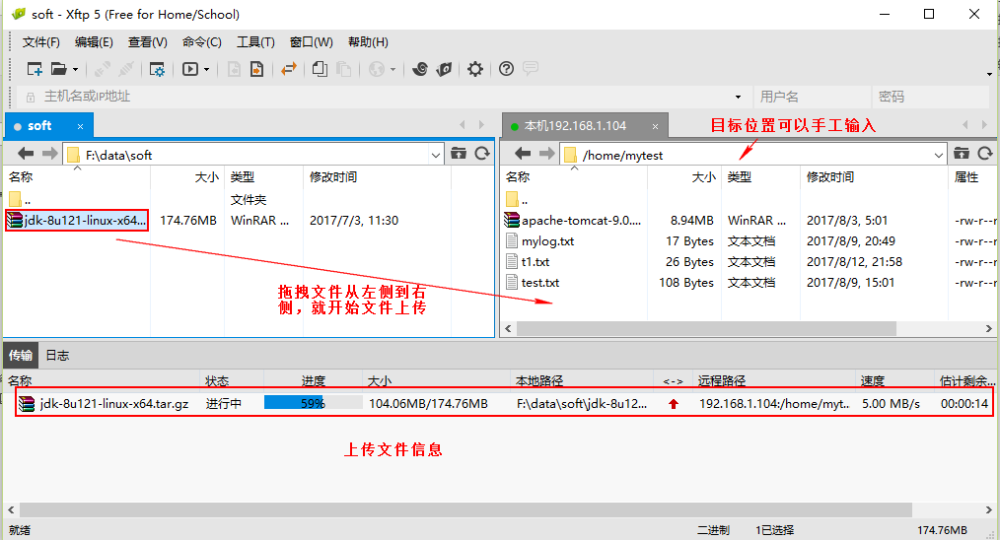 soft - Xftp 5 (Free for Home/School)
文件(F) 编辑(E) 查看(V) 命令(C) 工具(T) 窗口(W) 帮助(H)
主机名或IP地址 用户名 密码
soft × 本机192.168.1.104 × 目标位置可以手工输入
F:\data\soft /home/mytest
名称 大小 类型 修改时间 名称 大小 类型 修改时间 属性
.. 文件夹 ..
jdk-8u121-linux-x64... 174.76MB WinRAR ... 2017/7/3, 11:30 apache-tomcat-9.0.... 8.94MB WinRAR ... 2017/8/3, 5:01 -rw-r--r
mylog.txt 17 Bytes 文本文档 2017/8/9, 20:49 -rw-r--r
t1.txt 26 Bytes 文本文档 2017/8/12, 21:58 -rw-r--r
test.txt 108 Bytes 文本文档 2017/8/9, 15:01 -rw-r--r
拖拽文件从左侧到右
侧，就开始文件上传
传输 日志
名称 状态 进度 大小 本地路径 <-> 远程路径 速度 估计剩余...
jdk-8u121-linux-x64.tar.gz 进行中 59% 104.06MB/174.76MB F:\data\soft\jdk-8u12... 192.168.1.104:/home/myt... 5.00 MB/s 00:00:14
上传文件信息
就绪 二进制 1已选择 174.76MB